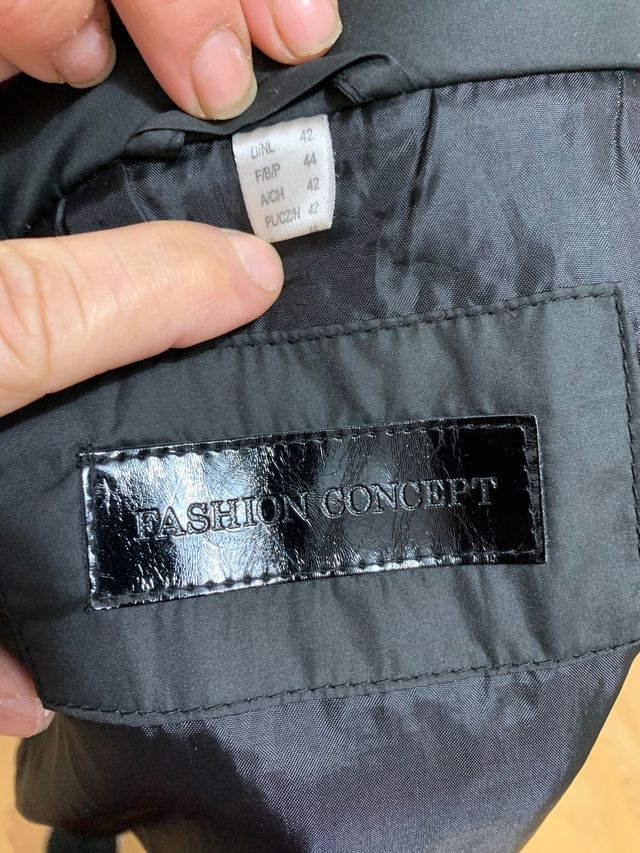 D/NL 42
F/B/P 44
A/CH 42
PL/CZ/H 42
FASHION CONCEPT